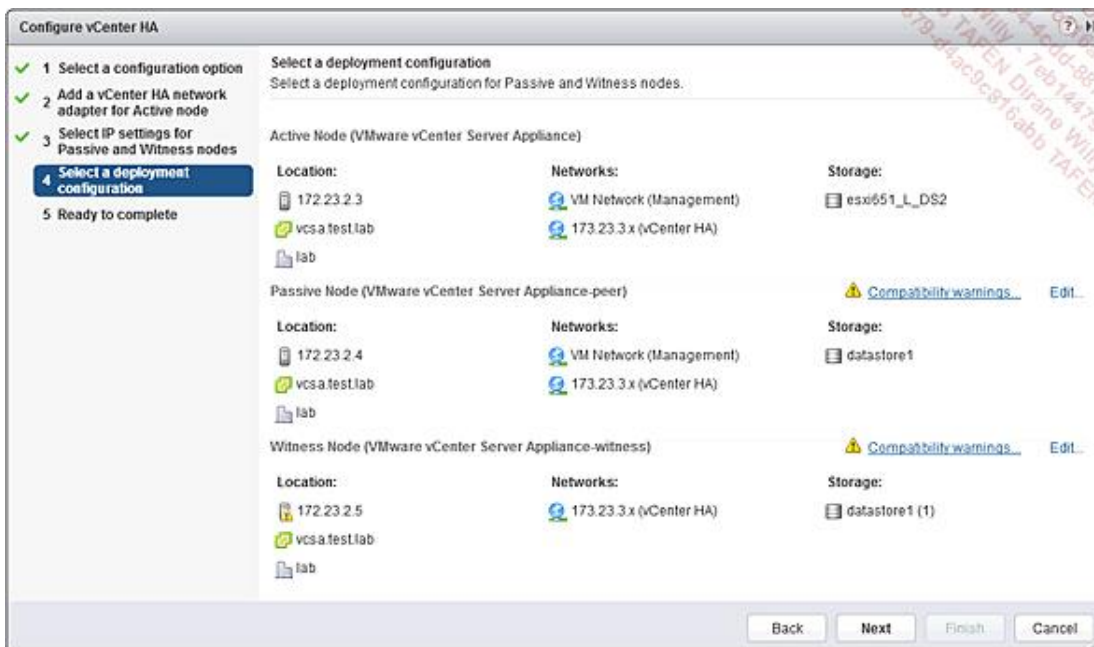 Configure vCenter HA
?
1 Select a configuration option
2 Add a vCenter HA network
adapter for Active node
3 Select IP settings for
Passive and Witness nodes
4 Select a deployment
configuration
5 Ready to complete
Select a deployment configuration
Select a deployment configuration for Passive and Witness nodes.
Active Node (VMware vCenter Server Appliance)
Location: Networks: Storage:
172.23.2.3 VM Network (Management) esxi651_L_DS2
vcsa.test.lab 173.23.3.x (vCenter HA)
lab
Passive Node (VMware vCenter Server Appliance-peer) Compatibility warnings... Edit...
Location: Networks: Storage:
172.23.2.4 VM Network (Management) datastore1
vcsa.test.lab 173.23.3.x (vCenter HA)
lab
Witness Node (VMware vCenter Server Appliance-witness) Compatibility warnings... Edit...
Location: Networks: Storage:
172.23.2.5 173.23.3.x (vCenter HA) datastore1 (1)
vcsa.test.lab
lab
Back Next Finish Cancel